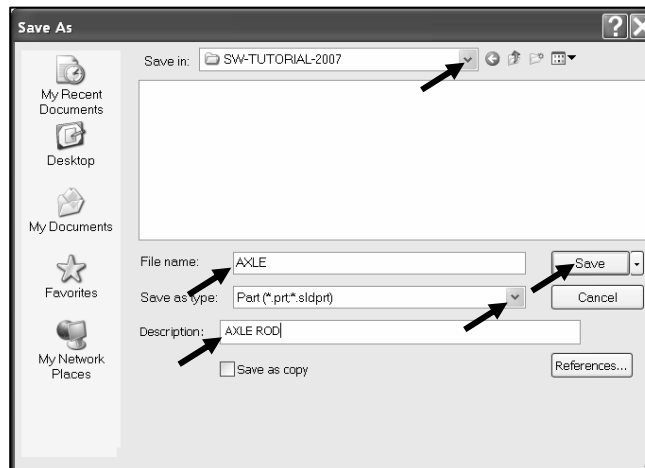 Save As
Save in: SW-TUTORIAL-2007
My Recent
Documents
Desktop
My Documents
Favorites
My Network
Places
File name: AXLE
Save
Save as type: Part (*.prt;*.sldprt)
Cancel
Description: AXLE ROD
Save as copy
References...